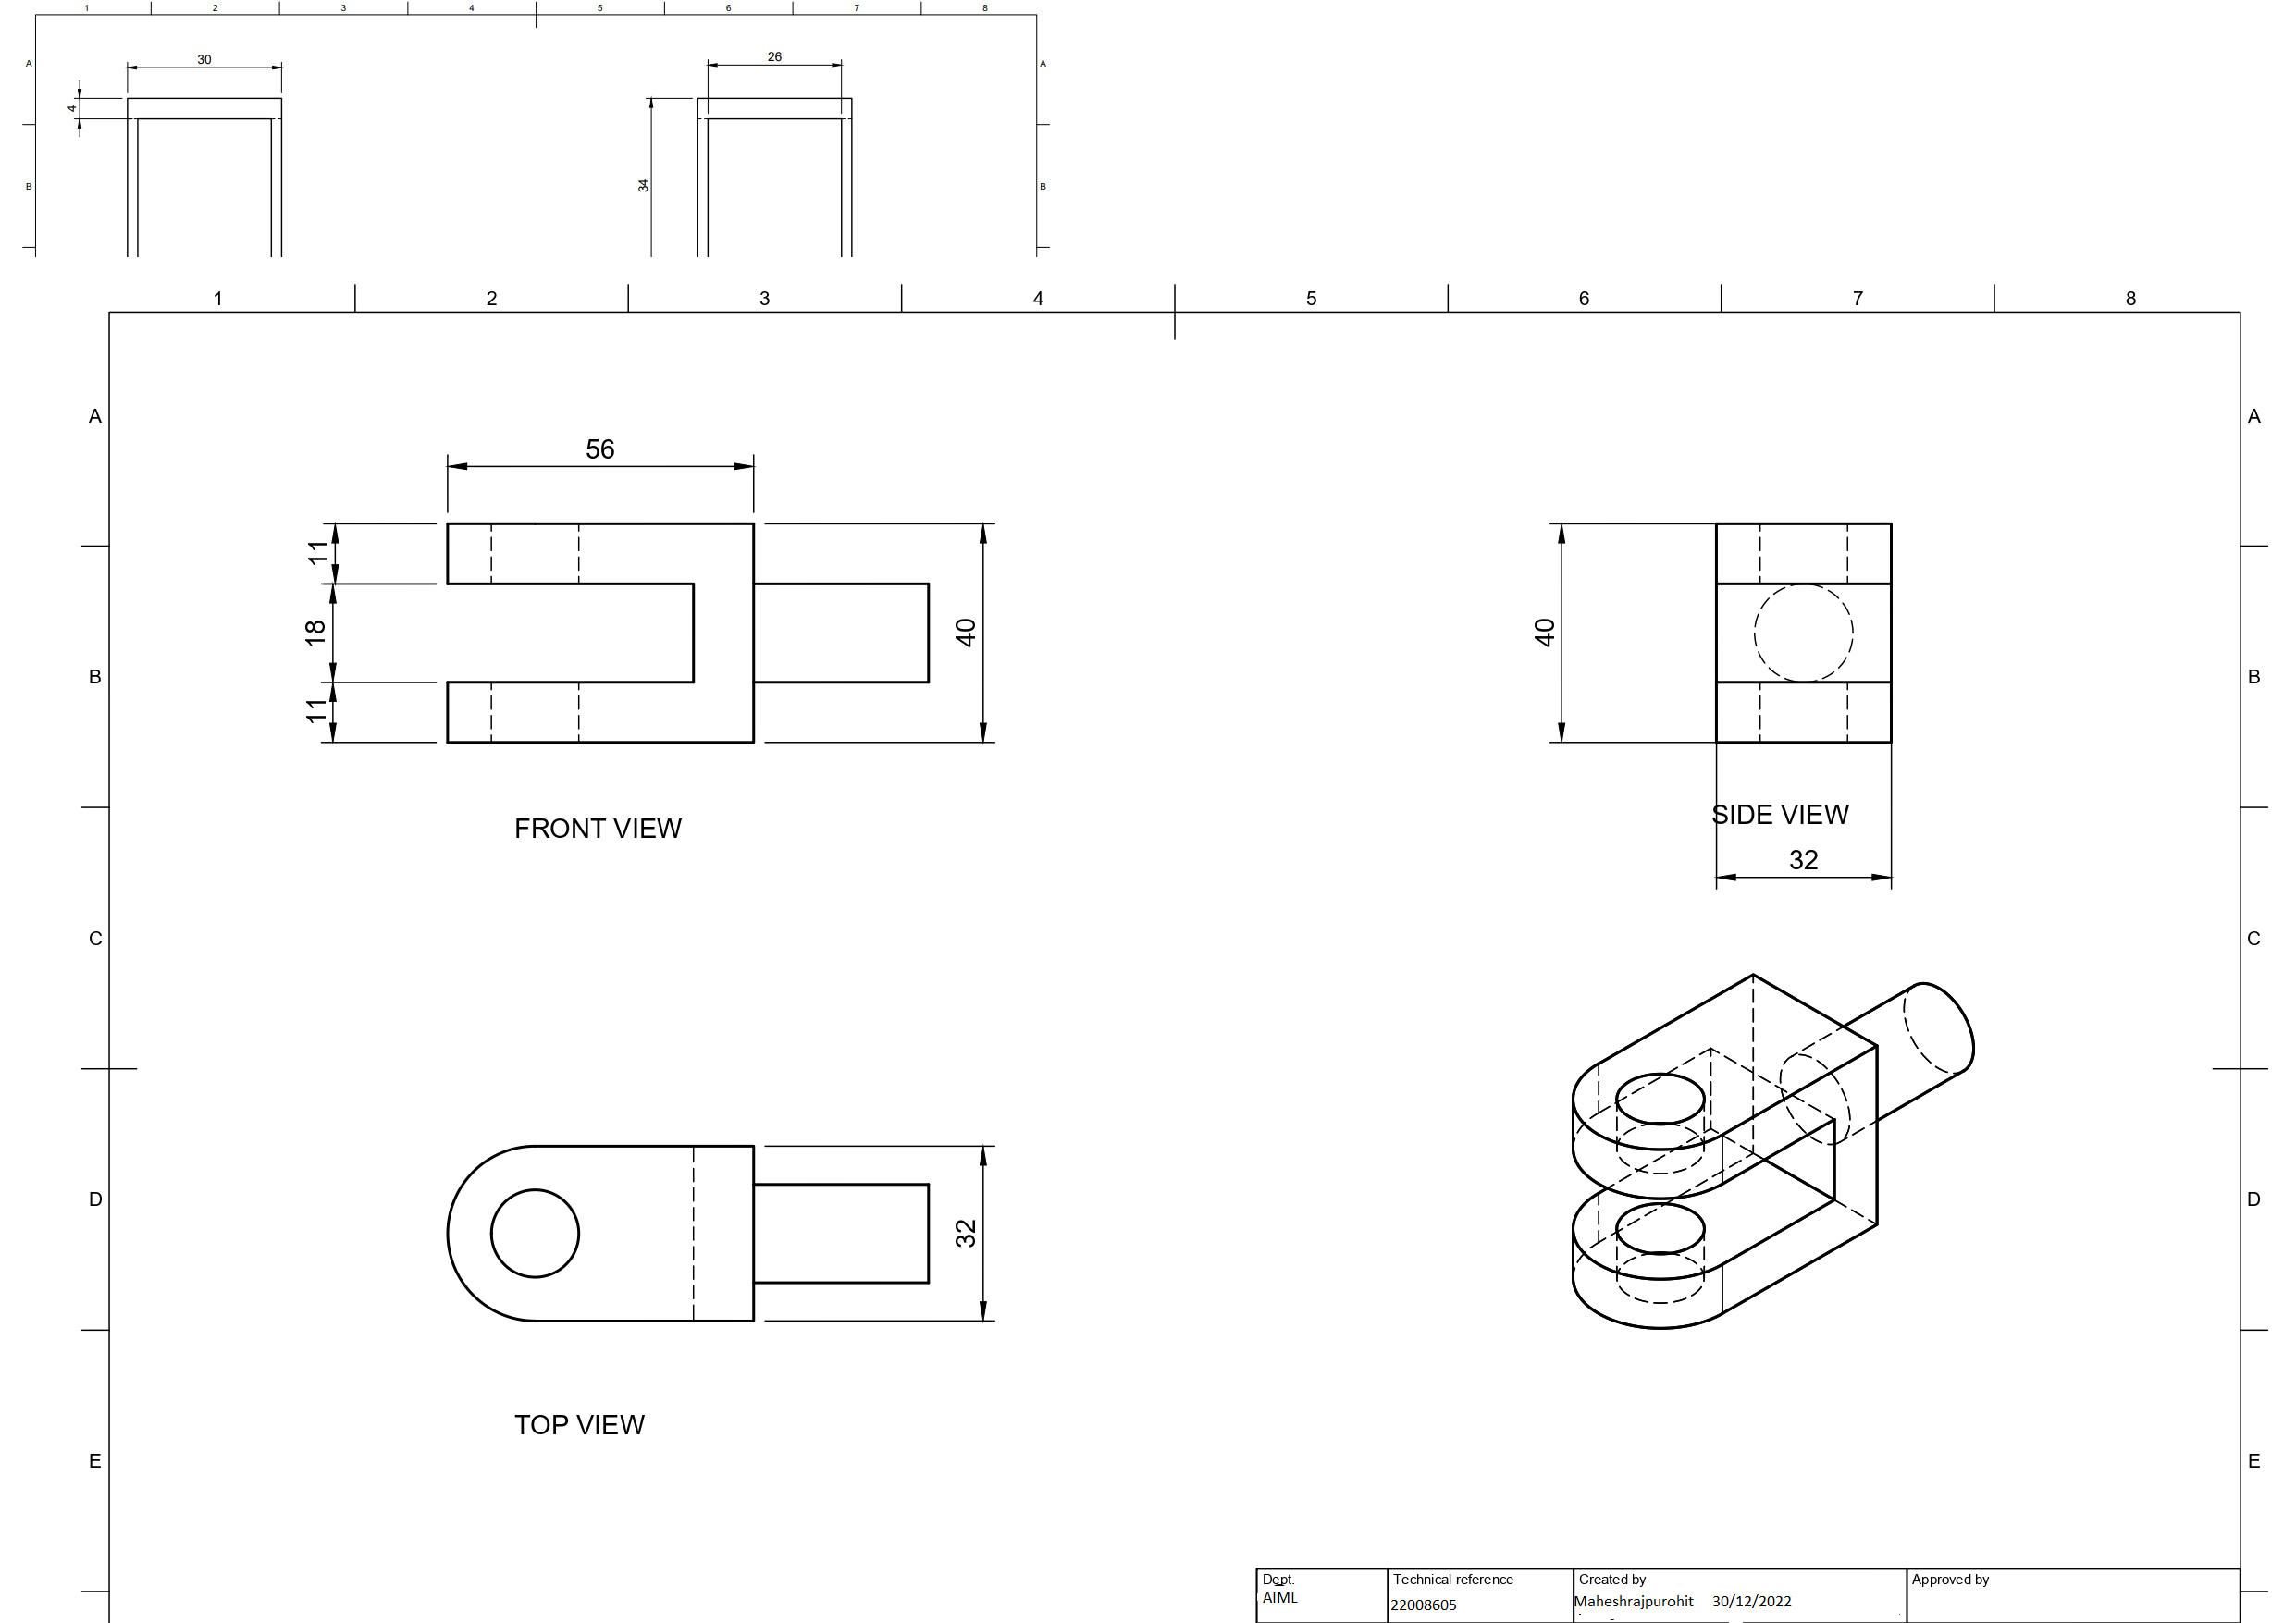 1 2 3 4 5 6 7 8
30 26
A A
4
34
B B
1 2 3 4 5 6 7 8
A A
56
11
18 40 40
11
B B
FRONT VIEW
SIDE VIEW
32
C C
D D
32
TOP VIEW
E E
Dept. Technical reference Created by Approved by
AIML 22008605 Maheshrajpurohit 30/12/2022